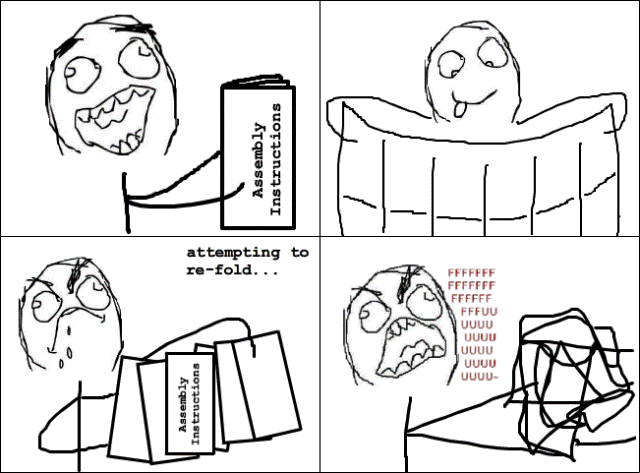 Assembly
Instructions
attempting to
re-fold...
Assembly
Instructions
FFFFFFF
FFFFFFF
FFFFFF
FFFUU
UUUU
UUUU
UUUU
UUUU
UUUU-